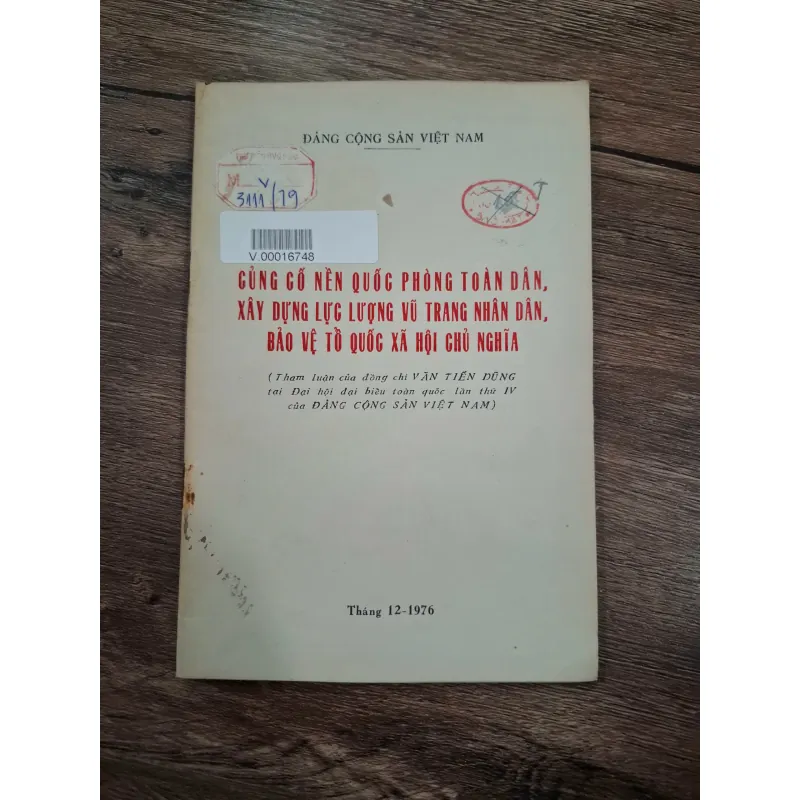 ĐẢNG CỘNG SẢN VIỆT NAM
M V
3111/79
V 00016748
CỦNG CỐ NỀN QUỐC PHÒNG TOÀN DÂN,
XÂY DỰNG LỰC LƯỢNG VŨ TRANG NHÂN DÂN,
BẢO VỆ TỔ QUỐC XÃ HỘI CHỦ NGHĨA
(Tham luận của đồng chí VĂN TIẾN DŨNG
tại Đại hội đại biểu toàn quốc lần thứ IV
của ĐẢNG CỘNG SẢN VIỆT NAM)
Tháng 12-1976